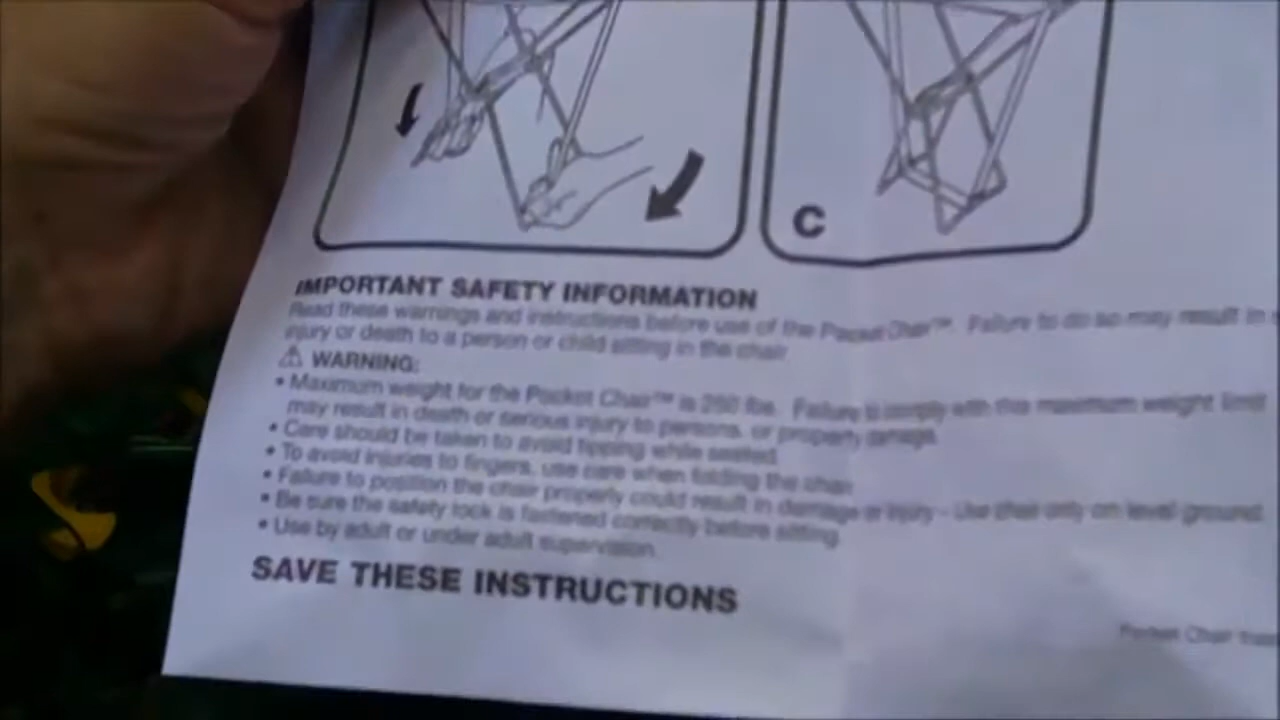 C
IMPORTANT SAFETY INFORMATION
Read these warnings and instructions before use of the Pocket Chair™. Failure to do so may result in
injury or death to a person or child sitting in the chair
⚠ WARNING:
• Maximum weight for the Pocket Chair™ is 250 lbs. Failure to comply with this maximum weight limit
may result in death or serious injury to persons, or property damage.
• Care should be taken to avoid tipping while seated.
• To avoid injuries to fingers, use care when folding the chair.
• Failure to position the chair properly could result in damage or injury - Use chair only on level ground.
• Be sure the safety lock is fastened correctly before sitting.
• Use by adult or under adult supervision.
SAVE THESE INSTRUCTIONS
Pocket Chair